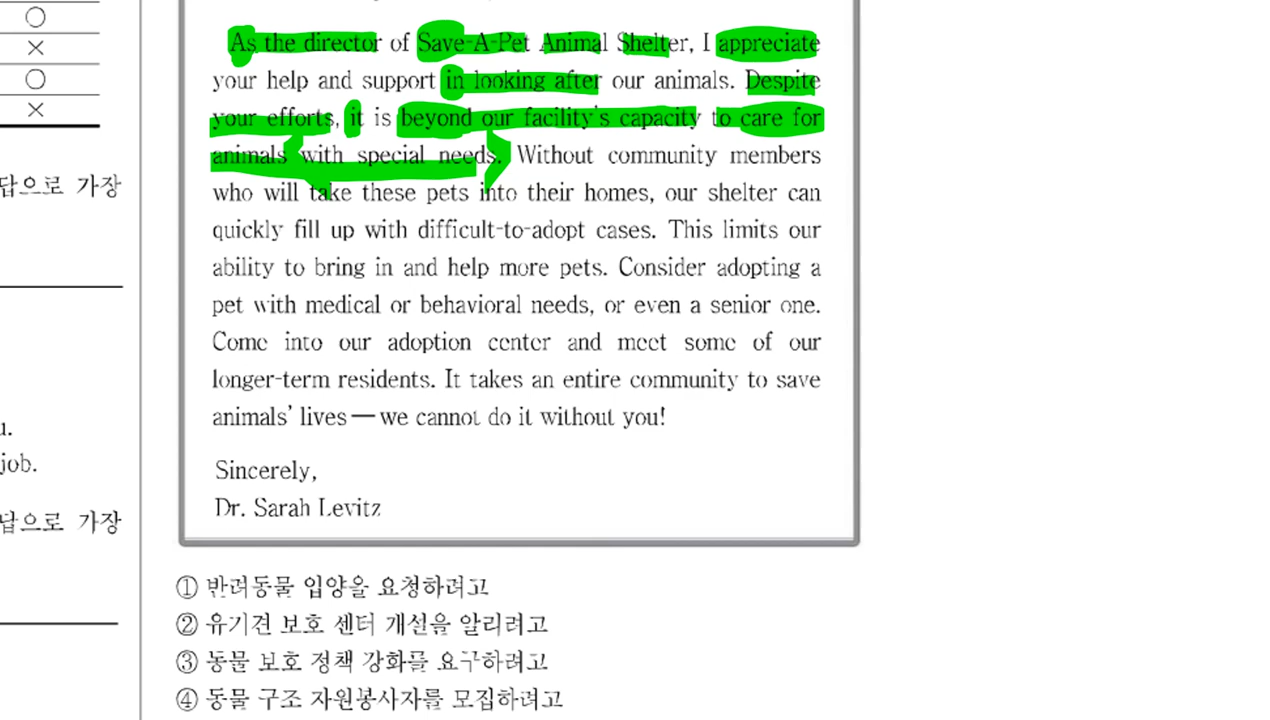 ○
×
○
×
답으로 가장
u.
job.
답으로 가장
As the director of Save-A-Pet Animal Shelter, I appreciate
your help and support in looking after our animals. Despite
your efforts, it is beyond our facility's capacity to care for
animals with special needs. Without community members
who will take these pets into their homes, our shelter can
quickly fill up with difficult-to-adopt cases. This limits our
ability to bring in and help more pets. Consider adopting a
pet with medical or behavioral needs, or even a senior one.
Come into our adoption center and meet some of our
longer-term residents. It takes an entire community to save
animals' lives — we cannot do it without you!
Sincerely,
Dr. Sarah Levitz
① 반려동물 입양을 요청하려고
② 유기견 보호 센터 개설을 알리려고
③ 동물 보호 정책 강화를 요구하려고
④ 동물 구조 자원봉사자를 모집하려고